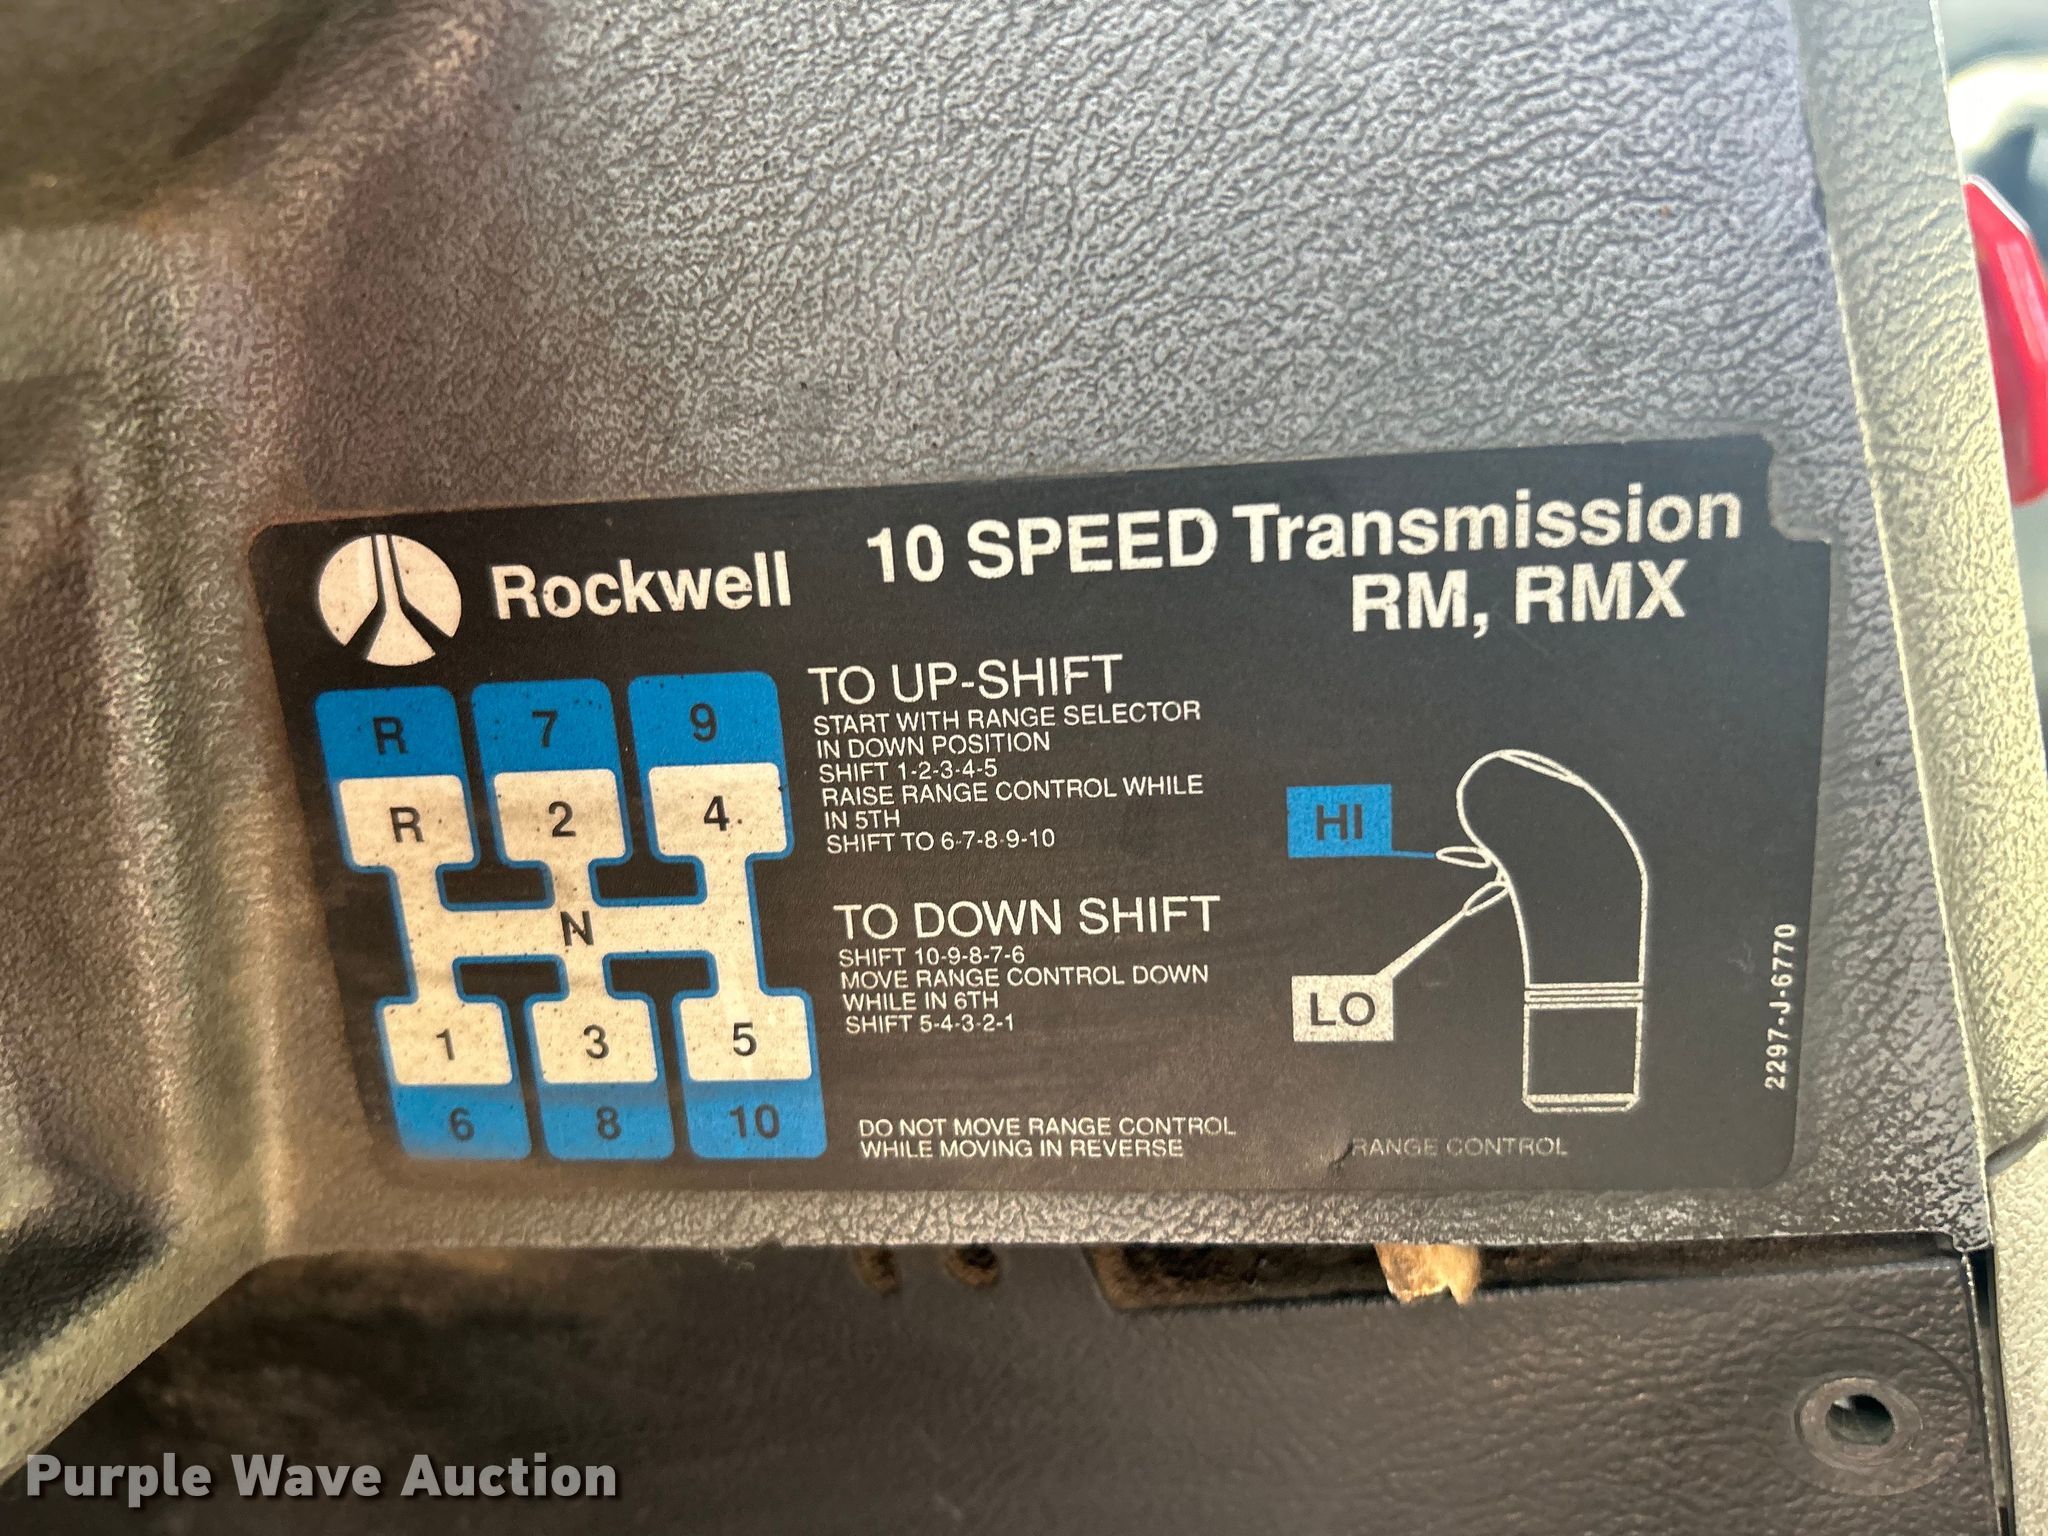 Rockwell
10 SPEED Transmission
RM, RMX
R 7 9
R 2 4
N
1 3 5
6 8 10
TO UP-SHIFT
START WITH RANGE SELECTOR
IN DOWN POSITION
SHIFT 1-2-3-4-5
RAISE RANGE CONTROL WHILE
IN 5TH
SHIFT TO 6-7-8-9-10
TO DOWN SHIFT
SHIFT 10-9-8-7-6
MOVE RANGE CONTROL DOWN
WHILE IN 6TH
SHIFT 5-4-3-2-1
DO NOT MOVE RANGE CONTROL
WHILE MOVING IN REVERSE
HI
LO
RANGE CONTROL
2297-J-6770
Purple Wave Auction